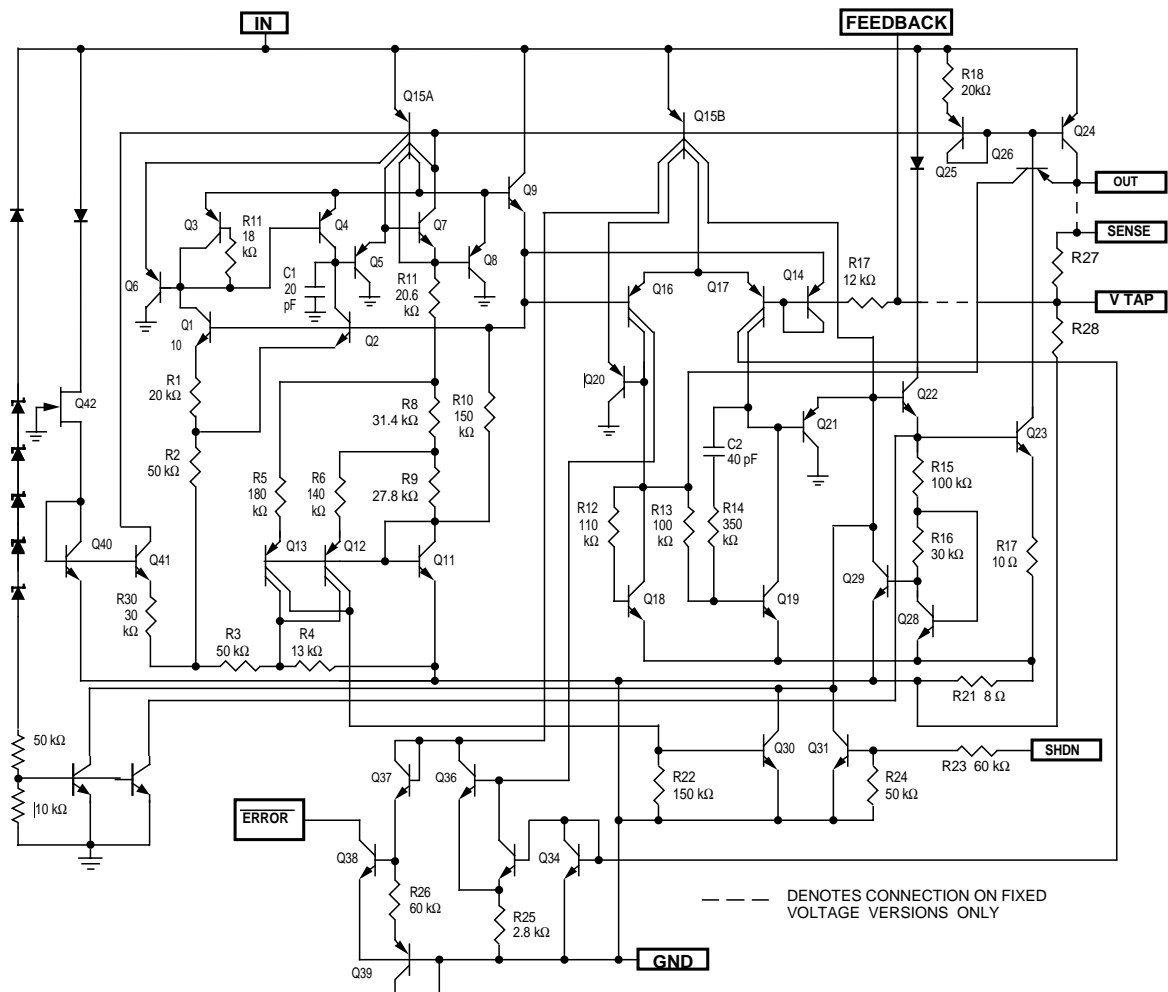 IN
FEEDBACK
R18
20kΩ
Q15A
Q15B
Q24
Q26
Q25
OUT
SENSE
Q9
Q3
R11
18
kΩ
Q4
Q7
Q5
Q8
Q6
C1
20
pF
R11
20.6
kΩ
Q16
Q17
Q14
R17
12 kΩ
R27
V TAP
R28
Q1
10
Q2
R1
20 kΩ
Q42
R8
31.4 kΩ
R10
150
kΩ
Q20
Q22
Q21
Q23
C2
40 pF
R2
50 kΩ
R5
180
kΩ
R6
140
kΩ
R9
27.8 kΩ
R15
100 kΩ
R12
110
kΩ
R13
100
kΩ
R14
350
kΩ
R16
30 kΩ
R17
10 Ω
Q40
Q41
Q13
Q12
Q11
Q29
Q18
Q19
Q28
R30
30
kΩ
R3
50 kΩ
R4
13 kΩ
R21 8 Ω
50 kΩ
10 kΩ
Q37
Q36
Q30
Q31
R22
150 kΩ
R24
50 kΩ
R23 60 kΩ
SHDN
ERROR
Q38
Q34
R26
60 kΩ
R25
2.8 kΩ
DENOTES CONNECTION ON FIXED
VOLTAGE VERSIONS ONLY
Q39
GND